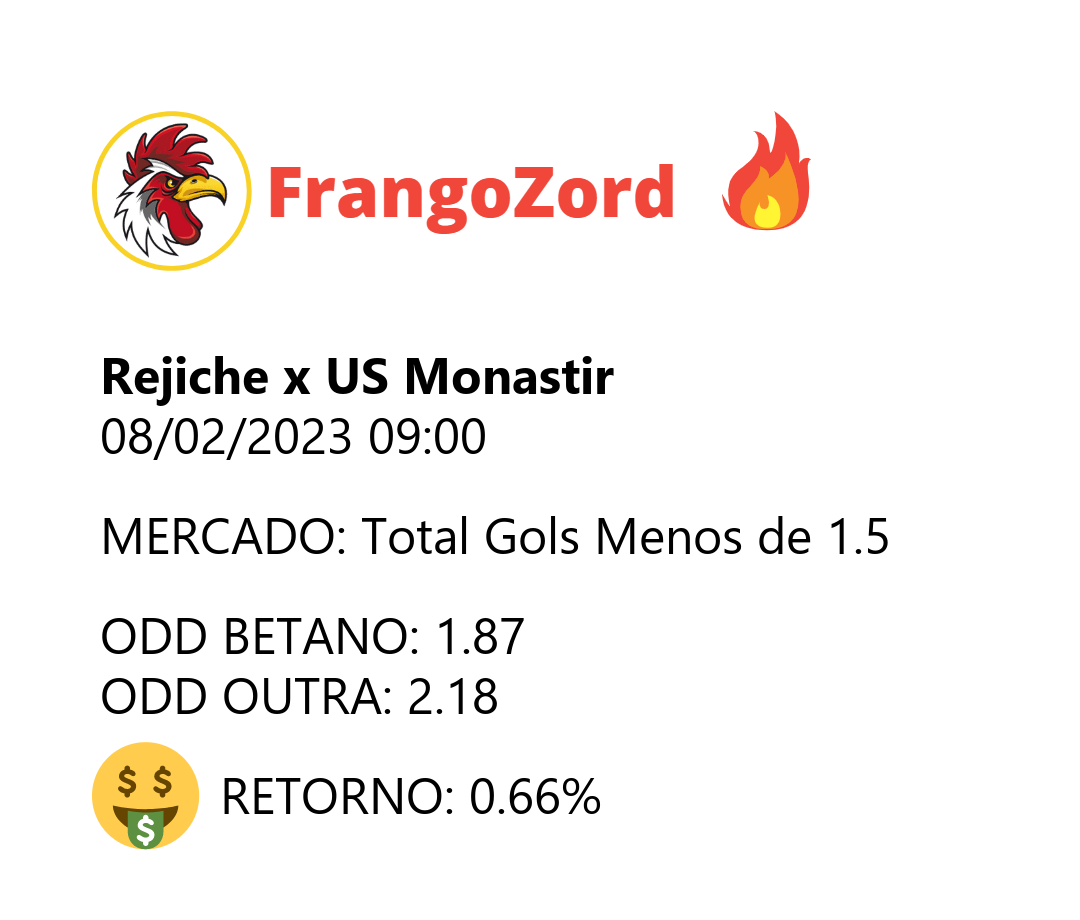 FrangoZord
Rejiche x US Monastir
08/02/2023 09:00
MERCADO: Total Gols Menos de 1.5
ODD BETANO: 1.87
ODD OUTRA: 2.18
RETORNO: 0.66%